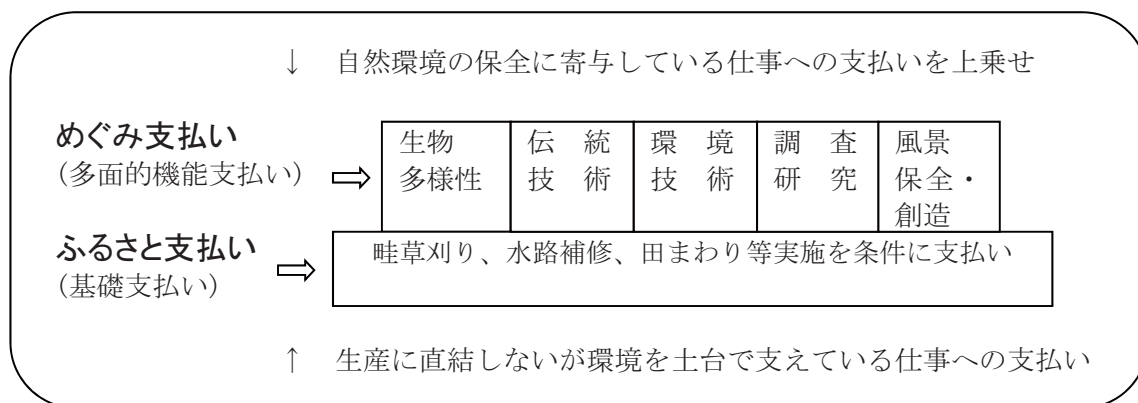 ↓ 自然環境の保全に寄与している仕事への支払いを上乗せ
めぐみ支払い
(多面的機能支払い)
生物
多様性
伝統
技術
環境
技術
調査
研究
風景
保全・
創造
ふるさと支払い
(基礎支払い)
畦草刈り、水路補修、田まわり等実施を条件に支払い
↑ 生産に直結しないが環境を土台で支えている仕事への支払い